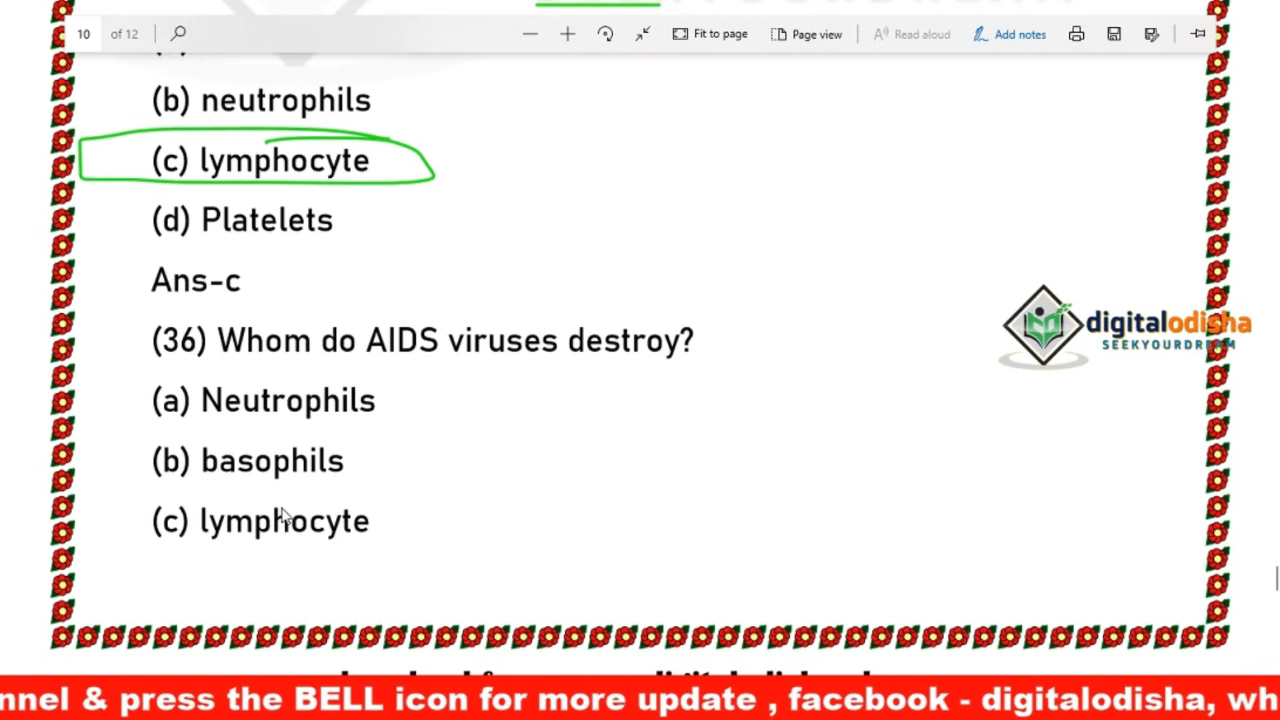 10 of 12 Fit to page Page view Read aloud Add notes
(b) neutrophils
(c) lymphocyte
(d) Platelets
Ans-c
(36) Whom do AIDS viruses destroy?
(a) Neutrophils
(b) basophils
(c) lymphocyte
digitalodisha
SEEKYOURDREAM
nnel & press the BELL icon for more update , facebook - digitalodisha, wh